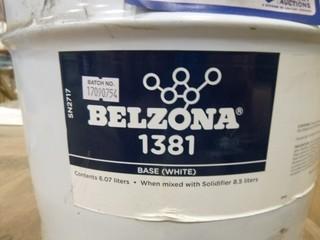 AUCTIONS
BATCH NO.
17090754
SN2717
BELZONA®
1381
BASE (WHITE)
Contents 6.07 liters • When mixed with Solidifier 8.5 liters